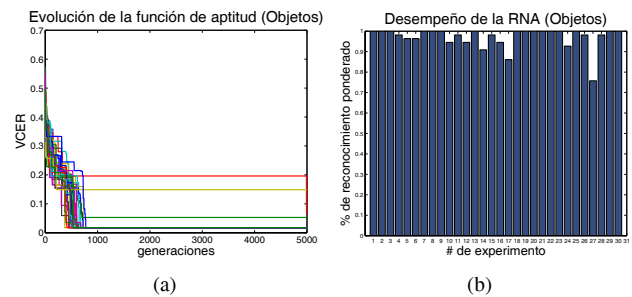 Evolución de la función de aptitud (Objetos)
VCER
0.7
0.6
0.5
0.4
0.3
0.2
0.1
0
0 1000 2000 3000 4000 5000
generaciones
(a)
Desempeño de la RNA (Objetos)
% de reconocimiento ponderado
1
0.9
0.8
0.7
0.6
0.5
0.4
0.3
0.2
0.1
0
1 2 3 4 5 6 7 8 9 10 11 12 13 14 15 16 17 18 19 20 21 22 23 24 25 26 27 28 29 30 31
# de experimento
(b)